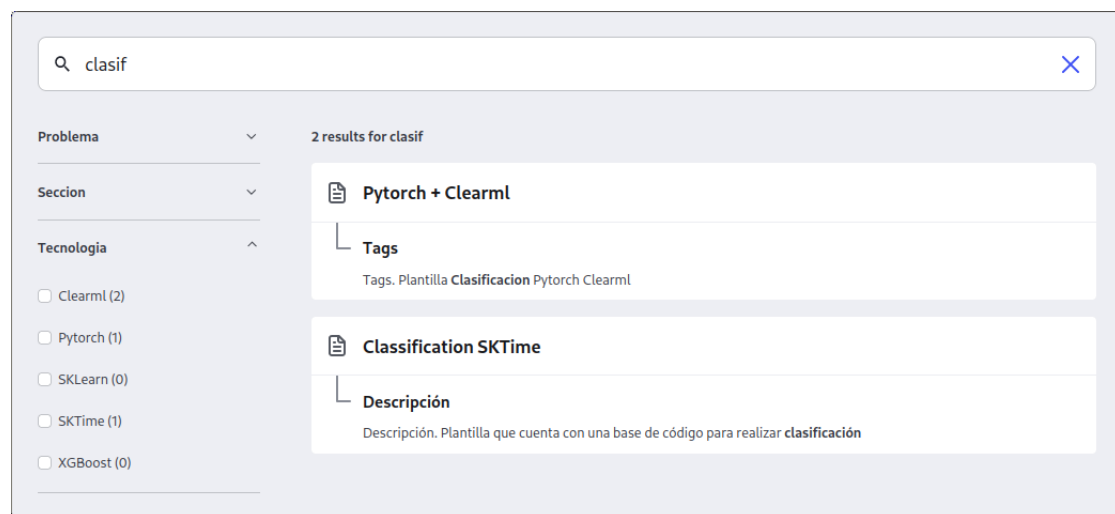 clasif
Problema
Seccion
Tecnologia
Clearml (2)
Pytorch (1)
SKLearn (0)
SKTime (1)
XGBoost (0)
2 results for clasif
Pytorch + Clearml
Tags
Tags. Plantilla Clasificacion Pytorch Clearml
Classification SKTime
Descripción
Descripción. Plantilla que cuenta con una base de código para realizar clasificación